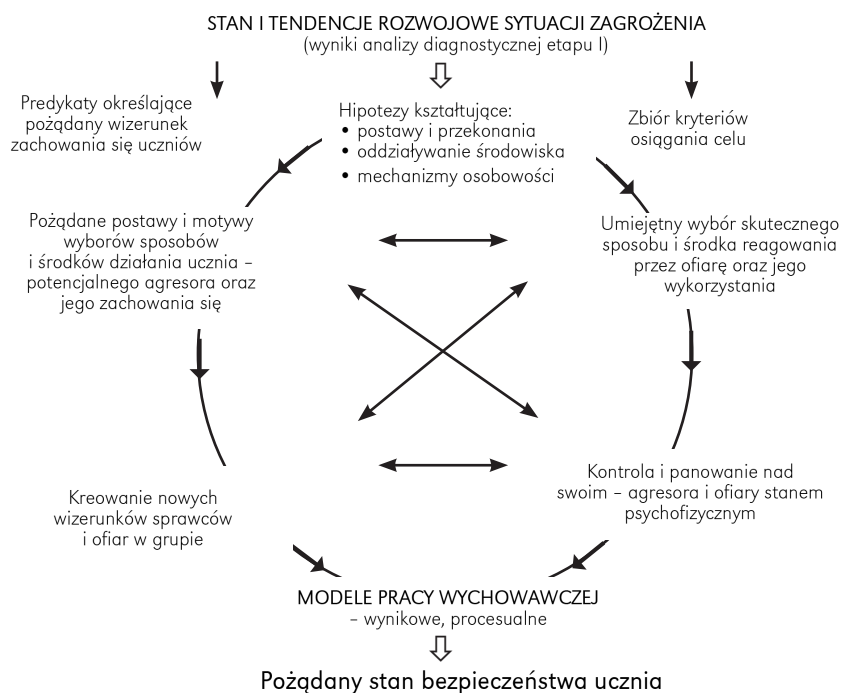 STAN I TENDENCJE ROZWOJOWE SYTUACJI ZAGROŻENIA
(wyniki analizy diagnostycznej etapu I)
Predykaty określające
pożądany wizerunek
zachowania się uczniów
Hipotezy kształtujące:
• postawy i przekonania
• oddziaływanie środowiska
• mechanizmy osobowości
Zbiór kryteriów
osiągania celu
Pożądane postawy i motywy
wyborów sposobów
i środków działania ucznia –
potencjalnego agresora oraz
jego zachowania się
Umiejętny wybór skutecznego
sposobu i środka reagowania
przez ofiarę oraz jego
wykorzystania
Kreowanie nowych
wizerunków sprawców
i ofiar w grupie
Kontrola i panowanie nad
swoim – agresora i ofiary stanem
psychofizycznym
MODELE PRACY WYCHOWAWCZEJ
– wynikowe, procesualne
Pożądany stan bezpieczeństwa ucznia